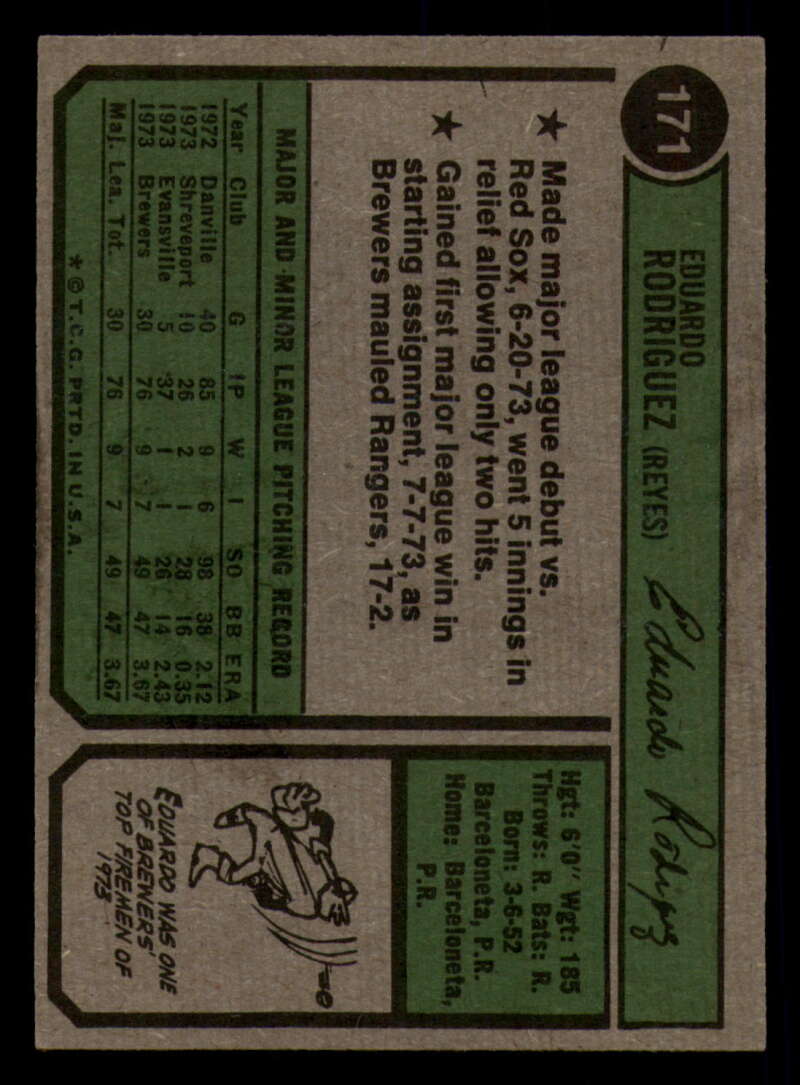 171
EDUARDO
RODRIGUEZ (REYES)
Eduardo Rodriguez
★ Made major league debut vs.
Red Sox, 6-20-73, went 5 innings in
relief allowing only two hits.
★ Gained first major league win in
starting assignment, 7-7-73, as
Brewers mauled Rangers, 17-2.
MAJOR AND MINOR LEAGUE PITCHING RECORD
Year Club G IP W L SO BB ERA
1972 Danville 40 85 9 6 98 38 2.12
1973 Shreveport 10 26 2 1 28 16 0.35
1973 Evansville 5 37 1 1 26 14 2.43
1973 Brewers 30 76 9 7 49 47 3.67
Maj. Lea. Tot. 30 76 9 7 49 47 3.67
* © T.C.G. PRTD. IN U.S.A.
Hgt: 6'0" Wgt: 185
Throws: R. Bats: R.
Born: 3-6-52
Barceloneta, P.R.
Home: Barceloneta,
P.R.
EDUARDO WAS ONE
OF BREWERS'
TOP FIREMEN OF
1973